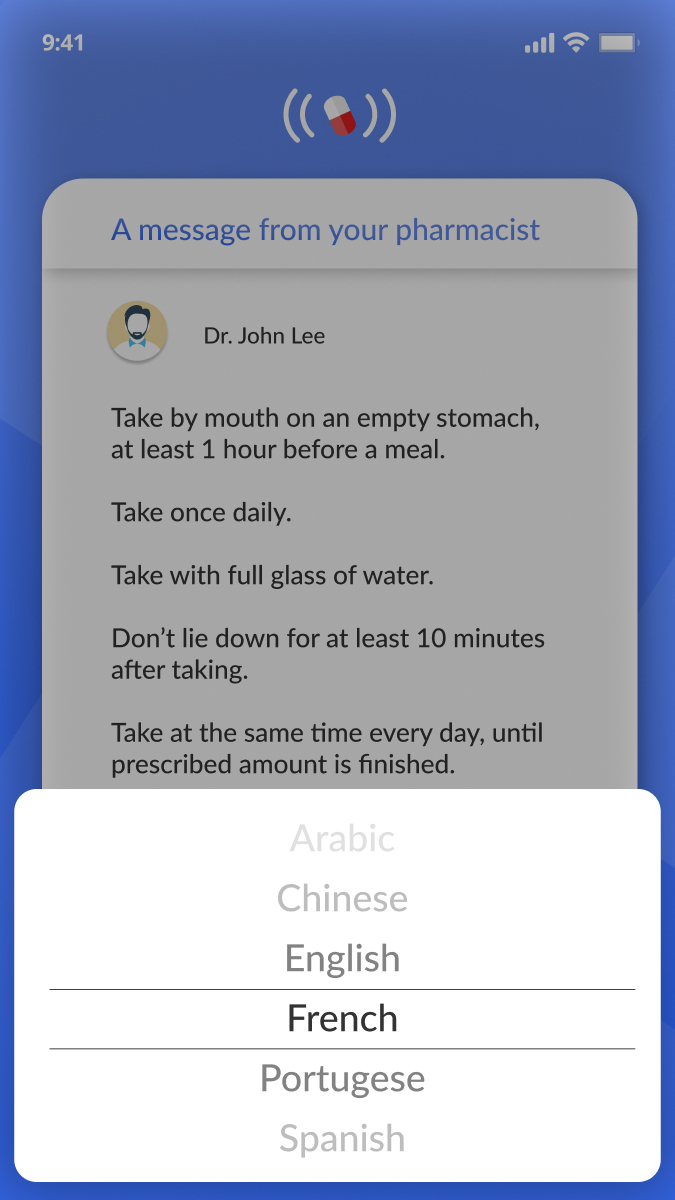 9:41
A message from your pharmacist
Dr. John Lee
Take by mouth on an empty stomach,
at least 1 hour before a meal.
Take once daily.
Take with full glass of water.
Don’t lie down for at least 10 minutes
after taking.
Take at the same time every day, until
prescribed amount is finished.
Arabic
Chinese
English
French
Portugese
Spanish